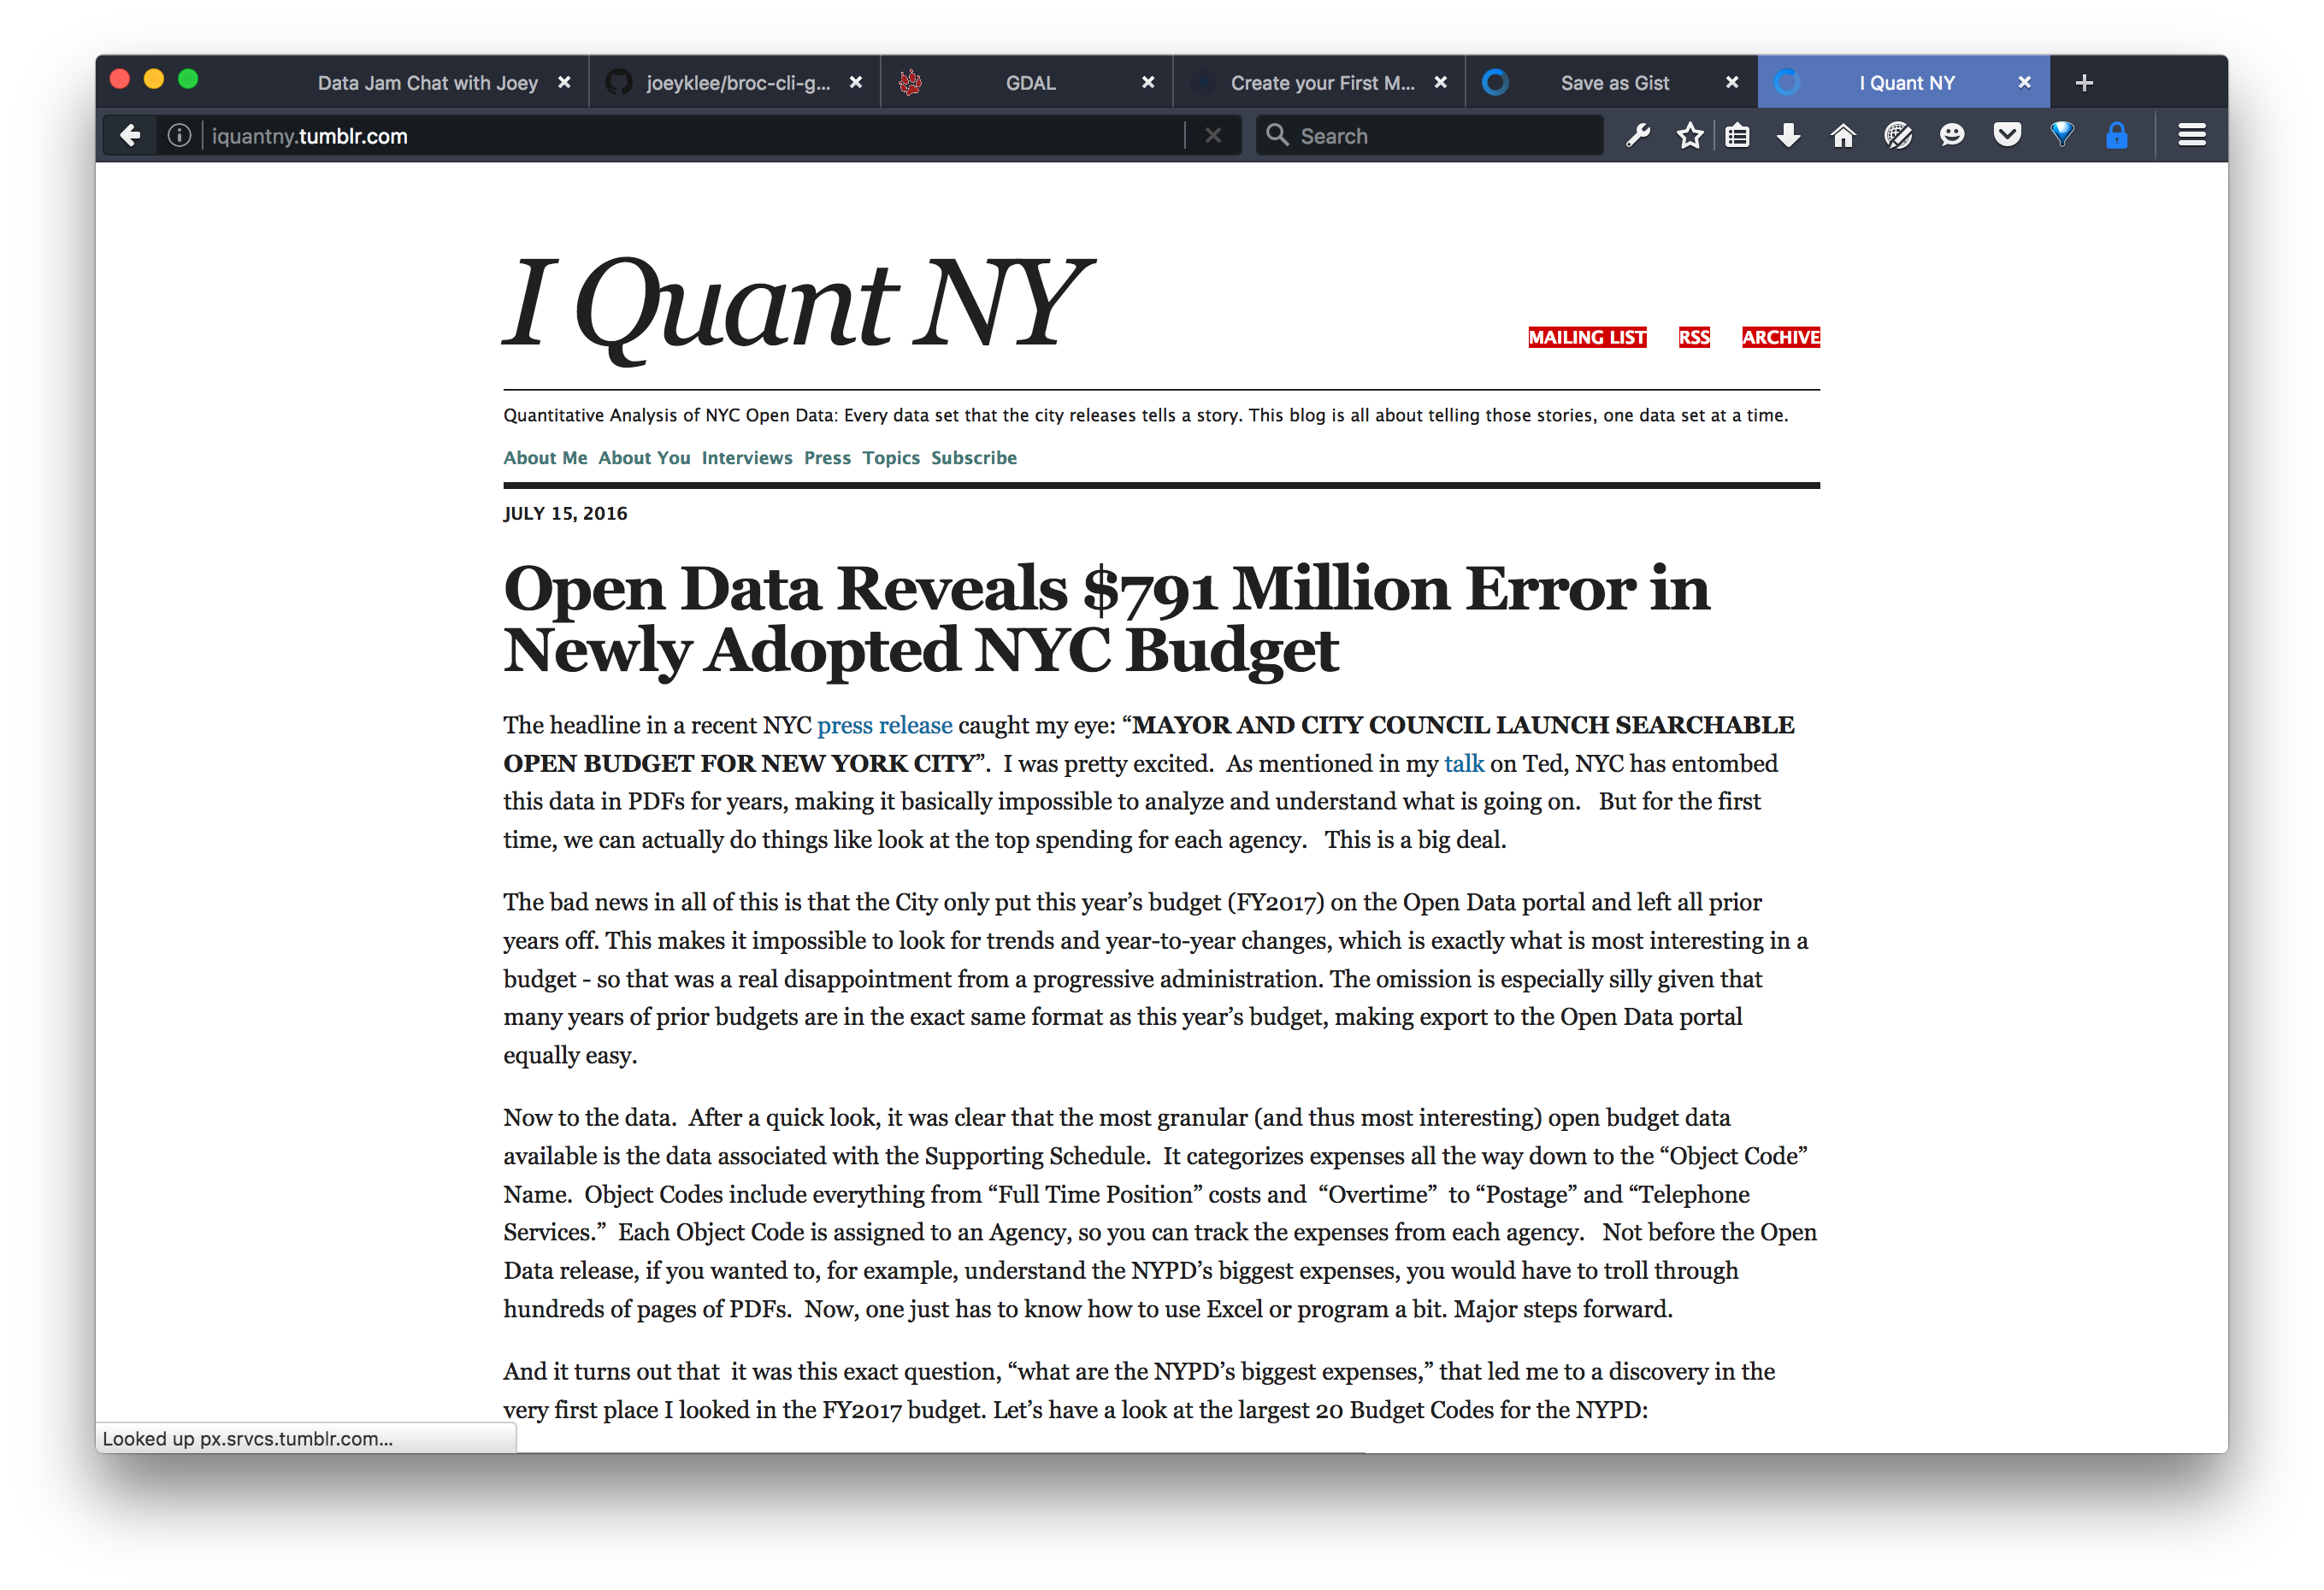 Data Jam Chat with Joey
joeyklee/broc-cli-g...
GDAL
Create your First M...
Save as Gist
I Quant NY
iquantny.tumblr.com
Search
I Quant NY
MAILING LIST RSS ARCHIVE
Quantitative Analysis of NYC Open Data: Every data set that the city releases tells a story. This blog is all about telling those stories, one data set at a time.
About Me About You Interviews Press Topics Subscribe
JULY 15, 2016
Open Data Reveals $791 Million Error in
Newly Adopted NYC Budget
The headline in a recent NYC press release caught my eye: “MAYOR AND CITY COUNCIL LAUNCH SEARCHABLE
OPEN BUDGET FOR NEW YORK CITY”. I was pretty excited. As mentioned in my talk on Ted, NYC has entombed
this data in PDFs for years, making it basically impossible to analyze and understand what is going on. But for the first
time, we can actually do things like look at the top spending for each agency. This is a big deal.
The bad news in all of this is that the City only put this year’s budget (FY2017) on the Open Data portal and left all prior
years off. This makes it impossible to look for trends and year-to-year changes, which is exactly what is most interesting in a
budget - so that was a real disappointment from a progressive administration. The omission is especially silly given that
many years of prior budgets are in the exact same format as this year’s budget, making export to the Open Data portal
equally easy.
Now to the data. After a quick look, it was clear that the most granular (and thus most interesting) open budget data
available is the data associated with the Supporting Schedule. It categorizes expenses all the way down to the “Object Code”
Name. Object Codes include everything from “Full Time Position” costs and “Overtime” to “Postage” and “Telephone
Services.” Each Object Code is assigned to an Agency, so you can track the expenses from each agency. Not before the Open
Data release, if you wanted to, for example, understand the NYPD’s biggest expenses, you would have to troll through
hundreds of pages of PDFs. Now, one just has to know how to use Excel or program a bit. Major steps forward.
And it turns out that it was this exact question, “what are the NYPD’s biggest expenses,” that led me to a discovery in the
very first place I looked in the FY2017 budget. Let’s have a look at the largest 20 Budget Codes for the NYPD:
Looked up px.srvcs.tumblr.com...